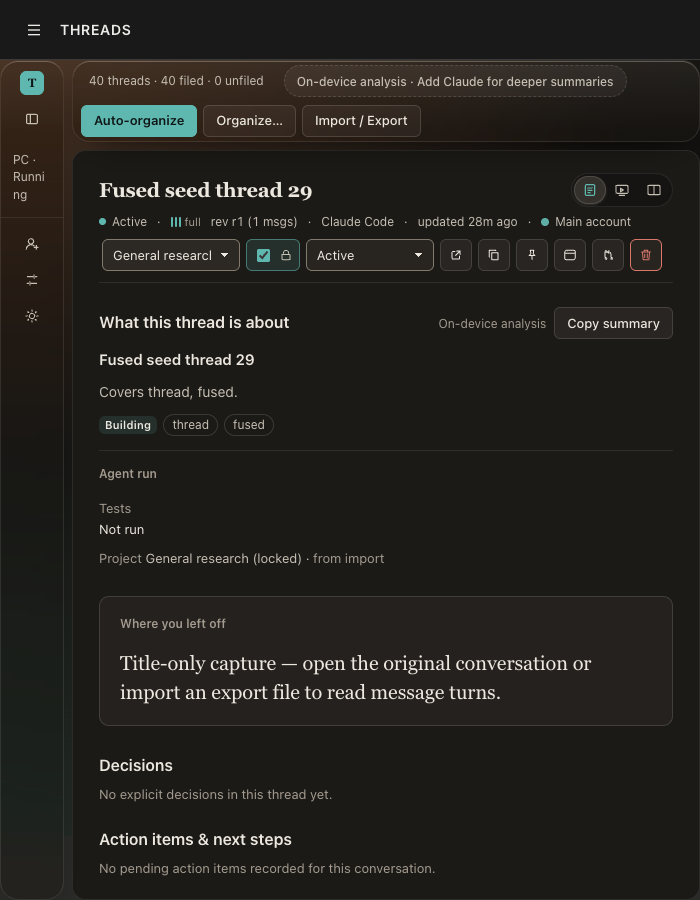 THREADS
T
40 threads · 40 filed · 0 unfiled
On-device analysis · Add Claude for deeper summaries
Auto-organize
Organize...
Import / Export
PC ·
Runni
ng
Fused seed thread 29
Active · full rev r1 (1 msgs) · Claude Code · updated 28m ago · Main account
General researcl
Active
What this thread is about
On-device analysis
Copy summary
Fused seed thread 29
Covers thread, fused.
Building
thread
fused
Agent run
Tests
Not run
Project General research (locked) · from import
Where you left off
Title-only capture — open the original conversation or
import an export file to read message turns.
Decisions
No explicit decisions in this thread yet.
Action items & next steps
No pending action items recorded for this conversation.